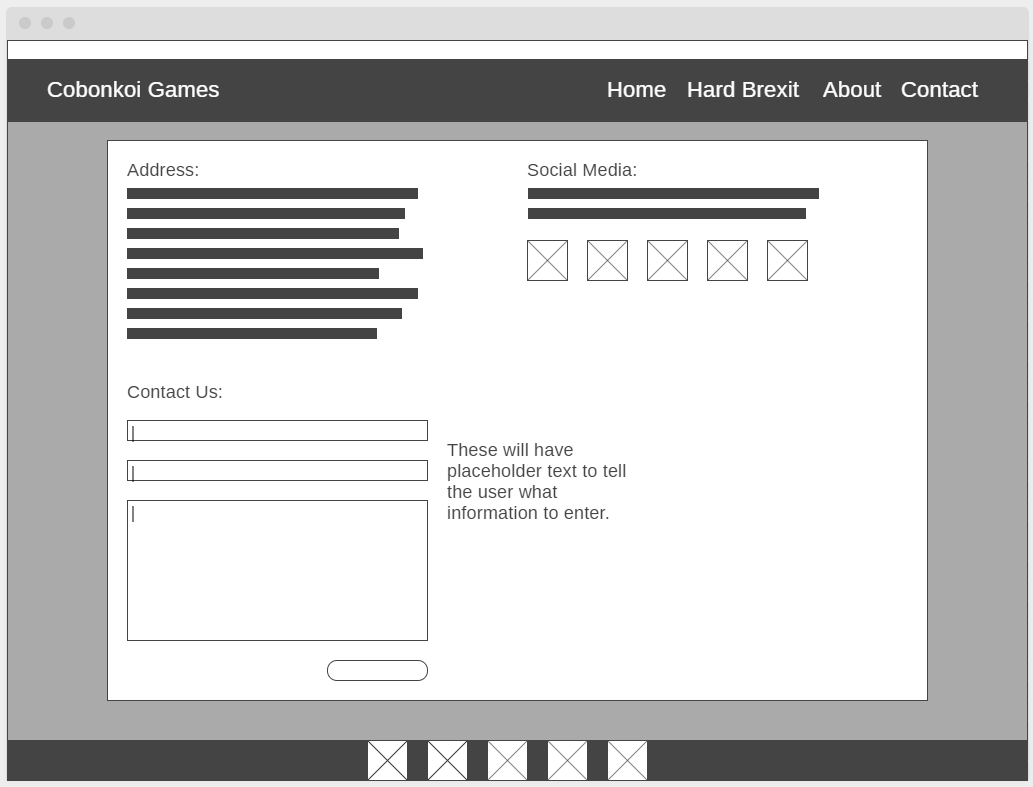 Cobonkoi Games
Home Hard Brexit About Contact
Address:
Social Media:
Contact Us:
These will have
placeholder text to tell
the user what
information to enter.